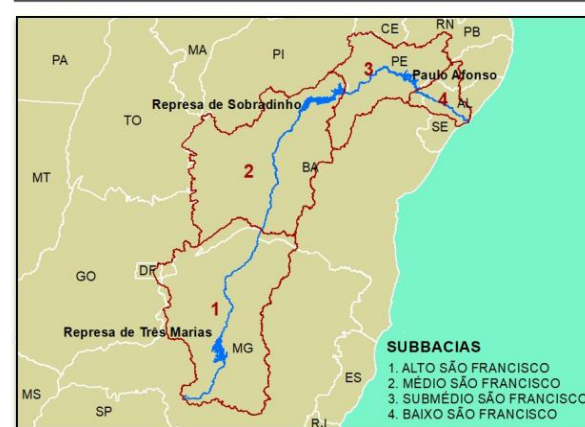 CE
RN
PB
PA
MA
PI
3
PE
Paulo Afonso
Represa de Sobradinho
4
AL
TO
SE
2
BA
MT
GO
DF
1
Represa de Três Marias
MG
ES
MS
SP
RJ
SUBBACIAS
1. ALTO SÃO FRANCISCO
2. MÉDIO SÃO FRANCISCO
3. SUBMÉDIO SÃO FRANCISCO
4. BAIXO SÃO FRANCISCO